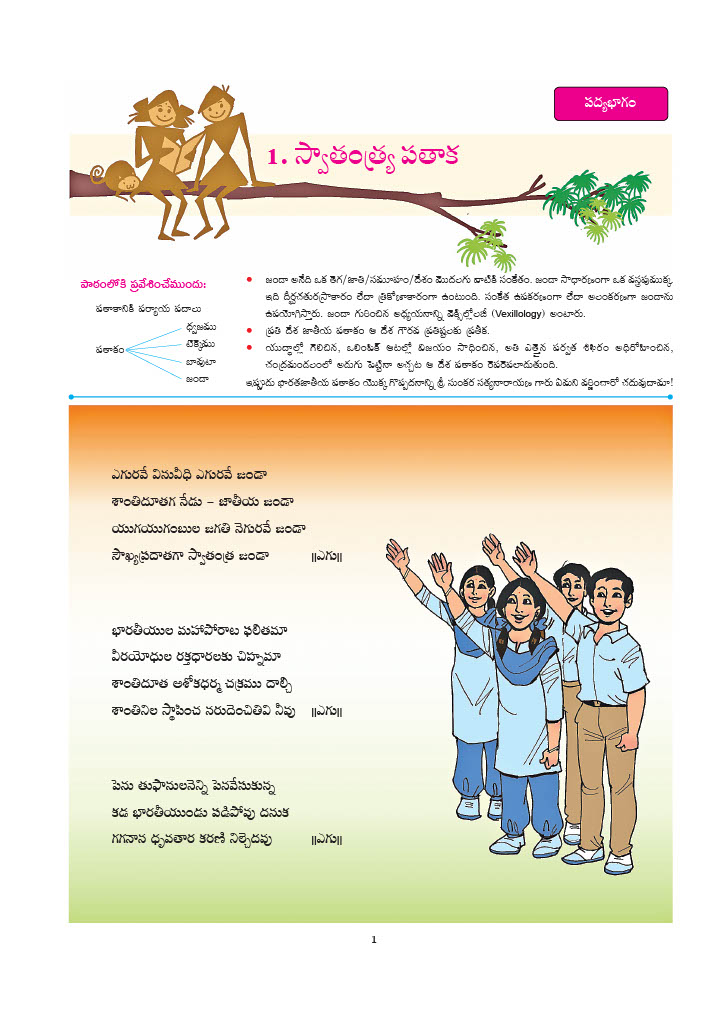 పద్యభాగం
1. స్వాతంత్ర్య పతాక
పాఠంలోకి ప్రవేశించేముందు:
పతాకానికి పర్యాయ పదాలు
పతాకం
ధ్వజము
టెక్కెము
బావుటా
జండా
• జండా అనేది ఒక తెగ/జాతి/సమూహం/దేశం మొదలగు వాటికి సంకేతం. జండా సాధారణంగా ఒక వస్త్రపుముక్క.
ఇది దీర్ఘచతురస్రాకారం లేదా త్రికోణాకారంగా ఉంటుంది. సంకేత ఉపకరణంగా లేదా అలంకరణంగా జండాను
ఉపయోగిస్తారు. జండా గురించిన అధ్యయనాన్ని వెక్సిల్లోలజీ (Vexillology) అంటారు.
• ప్రతి దేశ జాతీయ పతాకం ఆ దేశ గౌరవ ప్రతిష్టలకు ప్రతీక.
• యుద్ధాల్లో గెలిచిన, ఒలింపిక్ ఆటల్లో విజయం సాధించిన, అతి ఎత్తైన పర్వత శిఖరం అధిరోహించిన,
చంద్రమండలంలో అడుగు పెట్టినా అచ్చట ఆ దేశ పతాకం రెపరెపలాడుతుంది.
ఇప్పుడు భారతజాతీయ పతాకం యొక్క గొప్పదనాన్ని శ్రీ సుంకర సత్యనారాయణ గారు ఏమని వర్ణించారో చదువుదామా!
ఎగురవే వినువీధి ఎగురవే జండా
శాంతిదూతగ నేడు – జాతీయ జండా
యుగయుగంబుల జగతి నెగురవే జండా
సౌఖ్యప్రదాతగా స్వాతంత్ర జండా ||ఎగు||
భారతీయుల మహాపోరాట ఫలితమా
వీరయోధుల రక్తధారలకు చిహ్నమా
శాంతిదూత అశోకధర్మ చక్రము దాల్చి
శాంతినిల స్థాపించ నరుదెంచితివి నీవు ||ఎగు||
పెను తుఫానులనెన్ని పెనవేసుకున్న
కడ భారతీయుండు పడిపోవు దనుక
గగనాన ధృవతార కరణి నిల్చెదవు ||ఎగు||
1